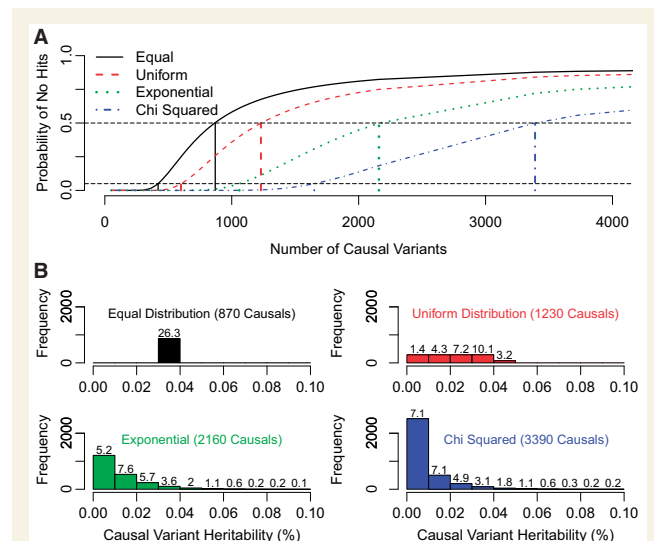 A
Probability of No Hits
1.0
0.5
0.0
Equal
Uniform
Exponential
Chi Squared
0 1000 2000 3000 4000
Number of Causal Variants
B
Frequency
2000
0
Equal Distribution (870 Causals)
26.3
0.00 0.02 0.04 0.06 0.08 0.10
Frequency
2000
0
Uniform Distribution (1230 Causals)
1.4 4.3 7.2 10.1 3.2
0.00 0.02 0.04 0.06 0.08 0.10
Frequency
2000
0
Exponential (2160 Causals)
5.2 7.6 5.7 3.6 2 1.1 0.6 0.2 0.2 0.1
0.00 0.02 0.04 0.06 0.08 0.10
Causal Variant Heritability (%)
Frequency
2000
0
Chi Squared (3390 Causals)
7.1 7.1 4.9 3.1 1.8 1.1 0.6 0.3 0.2 0.2
0.00 0.02 0.04 0.06 0.08 0.10
Causal Variant Heritability (%)